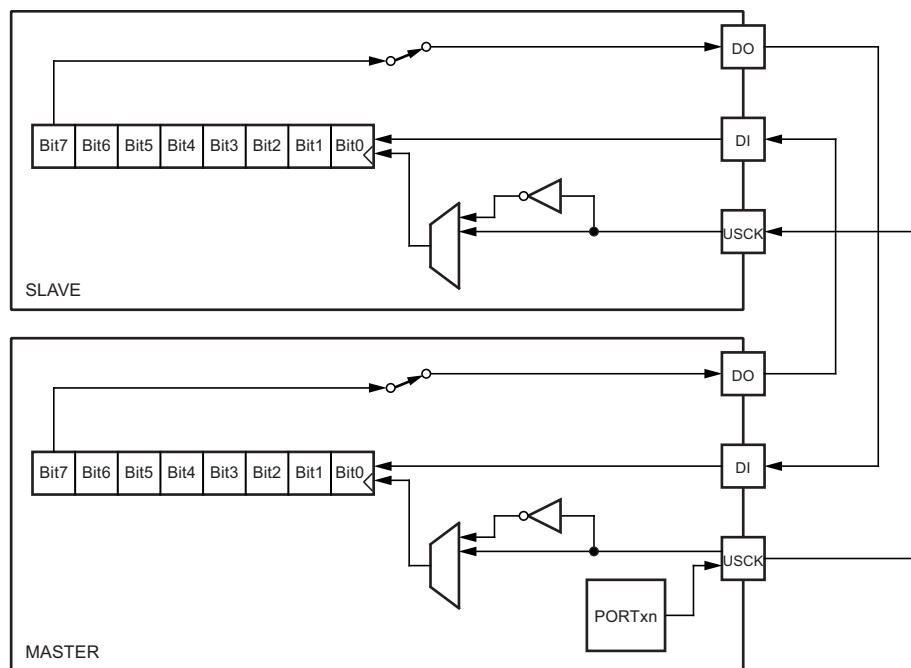 DO
Bit7 Bit6 Bit5 Bit4 Bit3 Bit2 Bit1 Bit0
DI
USCK
SLAVE
DO
Bit7 Bit6 Bit5 Bit4 Bit3 Bit2 Bit1 Bit0
DI
USCK
PORTxn
MASTER